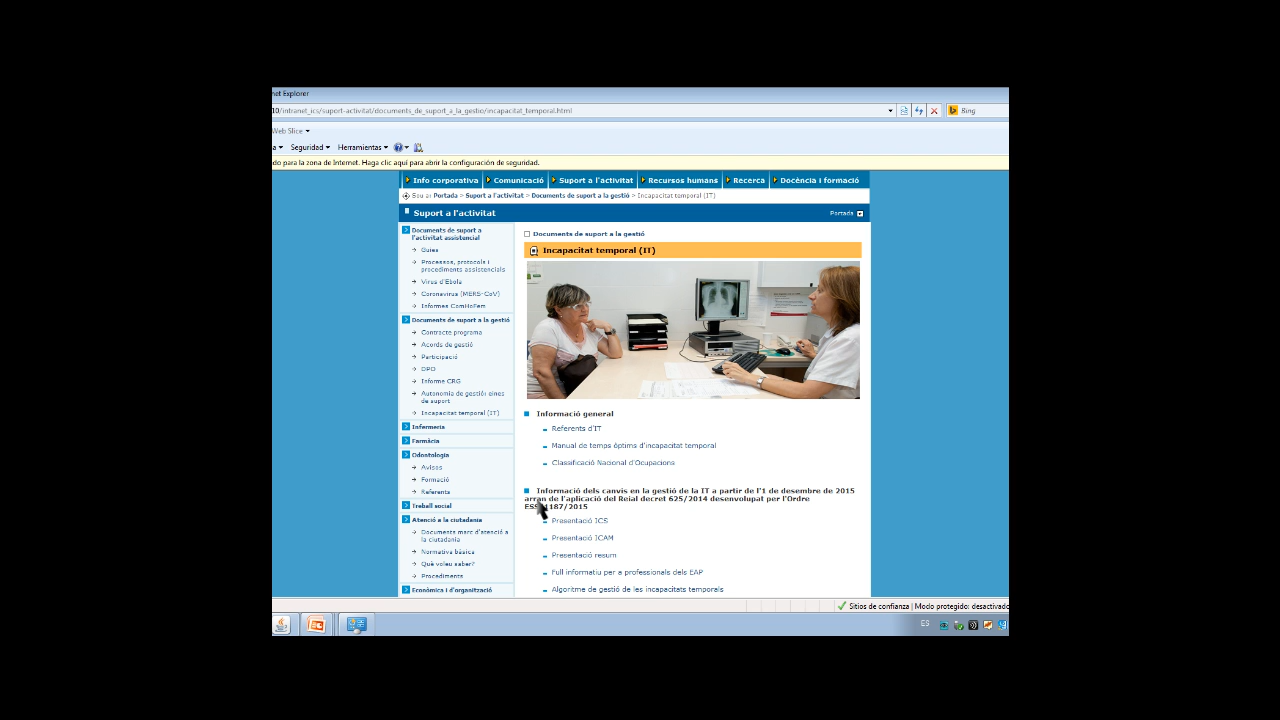 net Explorer
10/intranet_ics/suport-activitat/documents_de_suport_a_la_gestio/incapacitat_temporal.html
Bing
Web Slice
a Seguridad Herramientas
do para la zona de Internet. Haga clic aquí para abrir la configuración de seguridad.
Info corporativa Comunicació Suport a l'activitat Recursos humans Recerca Docència i formació
Sou a: Portada > Suport a l'activitat > Documents de suport a la gestió > Incapacitat temporal (IT)
Suport a l'activitat
Portada
Documents de suport a
l'activitat assistencial
Guies
Processos, protocols i
procediments assistencials
Virus d'Ebola
Coronavirus (MERS-CoV)
Informes ComHoFem
Documents de suport a la gestió
Contracte programa
Acords de gestió
Participació
DPO
Informe CRG
Autonomia de gestió: eines
de suport
Incapacitat temporal (IT)
Infermeria
Farmàcia
Odontologia
Avisos
Formació
Referents
Treball social
Atenció a la ciutadania
Documents marc d'atenció a
la ciutadania
Normativa bàsica
Què voleu saber?
Procediments
Econòmica i d'organització
Documents de suport a la gestió
Incapacitat temporal (IT)
Informació general
Referents d'IT
Manual de temps òptims d'incapacitat temporal
Classificació Nacional d'Ocupacions
Informació dels canvis en la gestió de la IT a partir de l'1 de desembre de 2015
arran de l'aplicació del Reial decret 625/2014 desenvolupat per l'Ordre
187/2015
Presentació ICS
Presentació ICAM
Presentació resum
Full informatiu per a professionals dels EAP
Algoritme de gestió de les incapacitats temporals
Sitios de confianza | Modo protegido: desactivado
ES